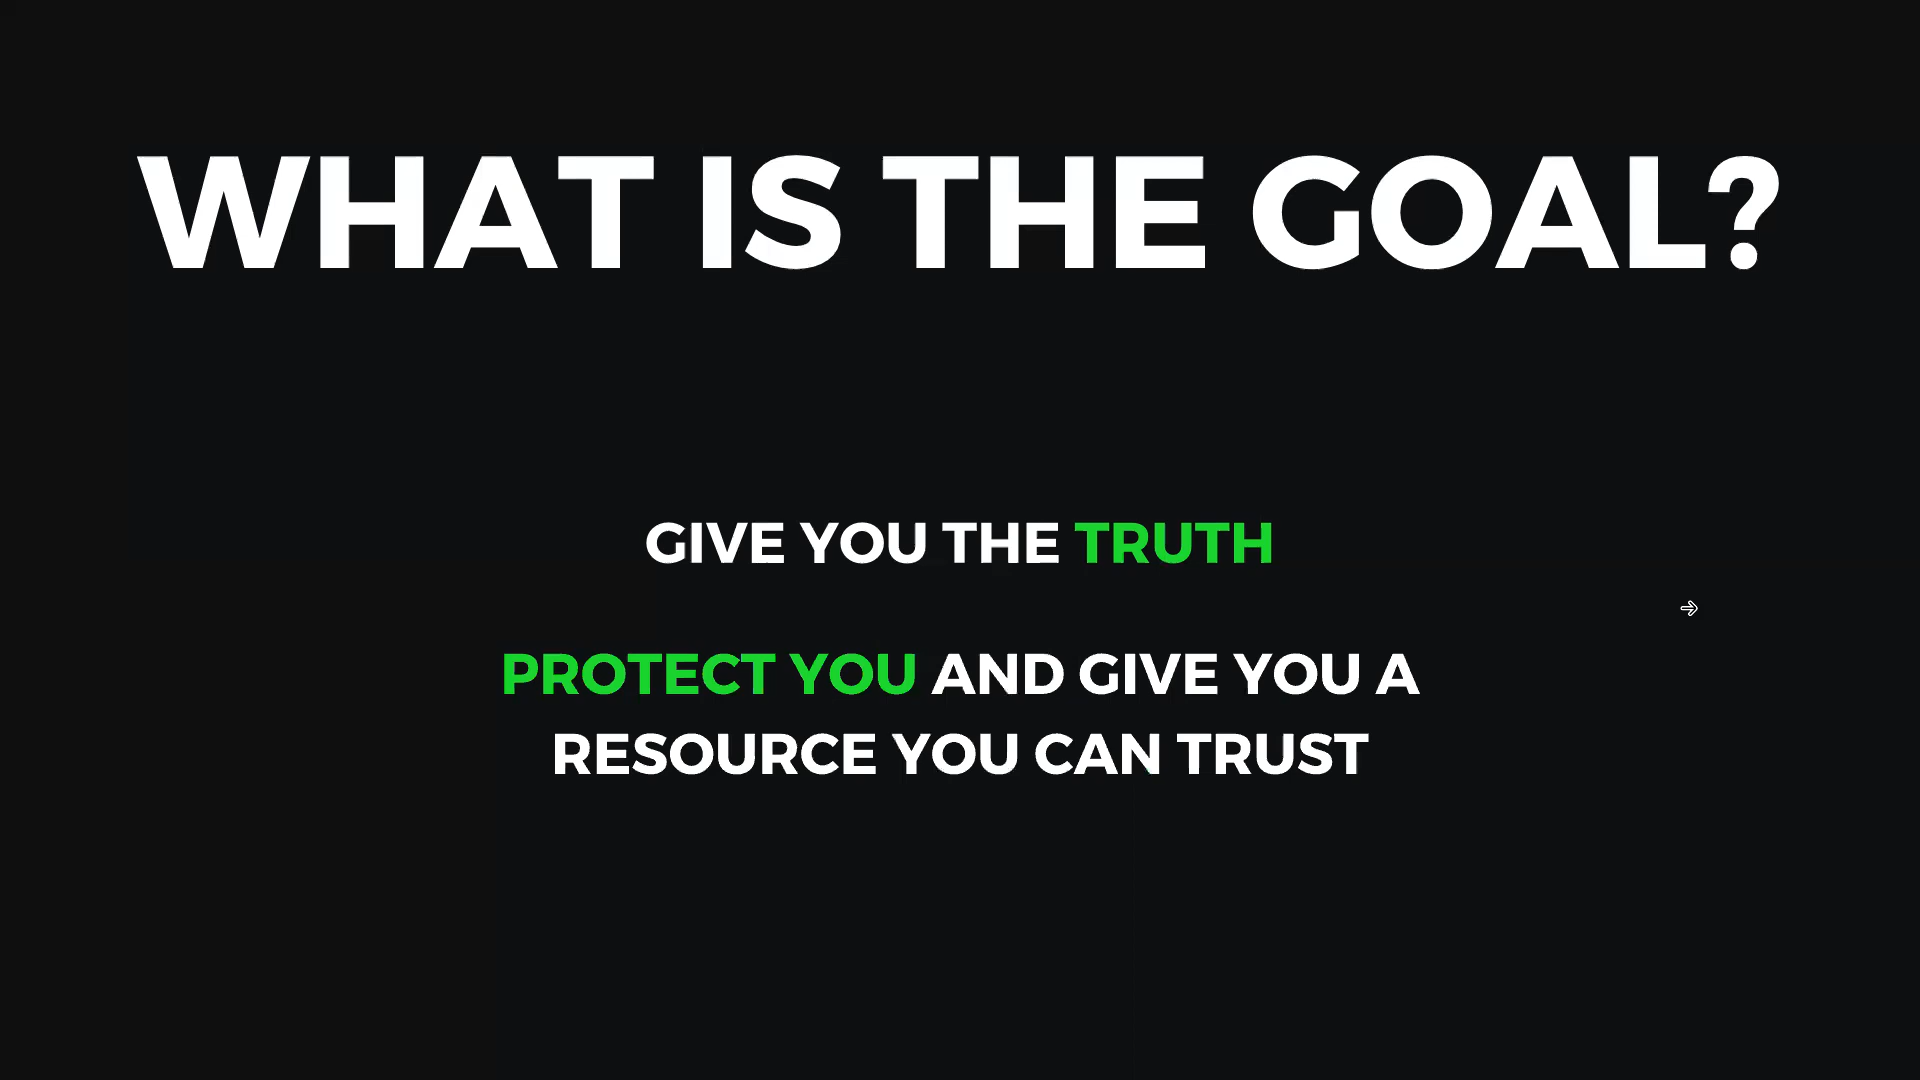 WHAT IS THE GOAL?
GIVE YOU THE TRUTH
PROTECT YOU AND GIVE YOU A
RESOURCE YOU CAN TRUST